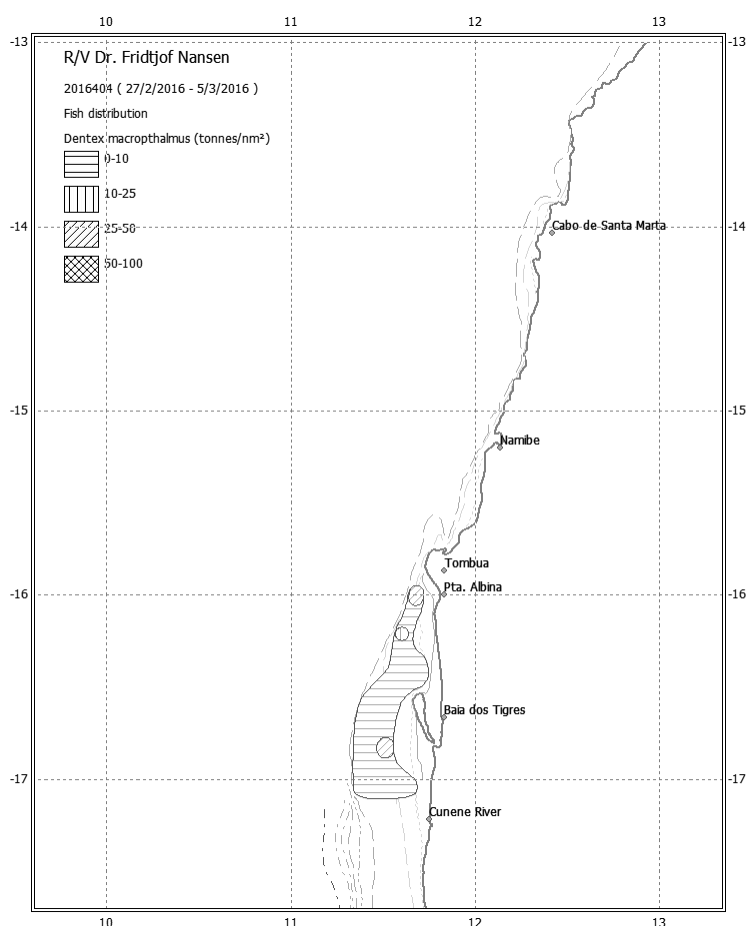 10 11 12 13
-13 -13
R/V Dr. Fridtjof Nansen
2016404 ( 27/2/2016 - 5/3/2016 )
Fish distribution
Dentex macropthalmus (tonnes/nm²)
0-10
10-25
25-50
50-100
-14 -14
Cabo de Santa Marta
-15 -15
Namibe
Tombua
Pta. Albina
-16 -16
Baia dos Tigres
-17 -17
Cunene River
10 11 12 13